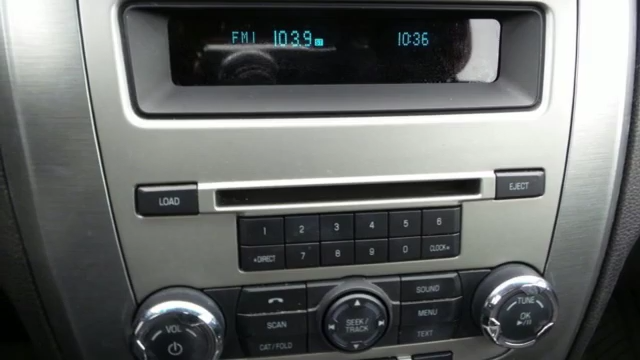 FM1 103.9 10:36
LOAD EJECT
1 2 3 4 5 6
DIRECT 7 8 9 0 CLOCK
SOUND
VOL SCAN SEEK/ TRACK MENU TUNE
OK
CAT/FOLD TEXT